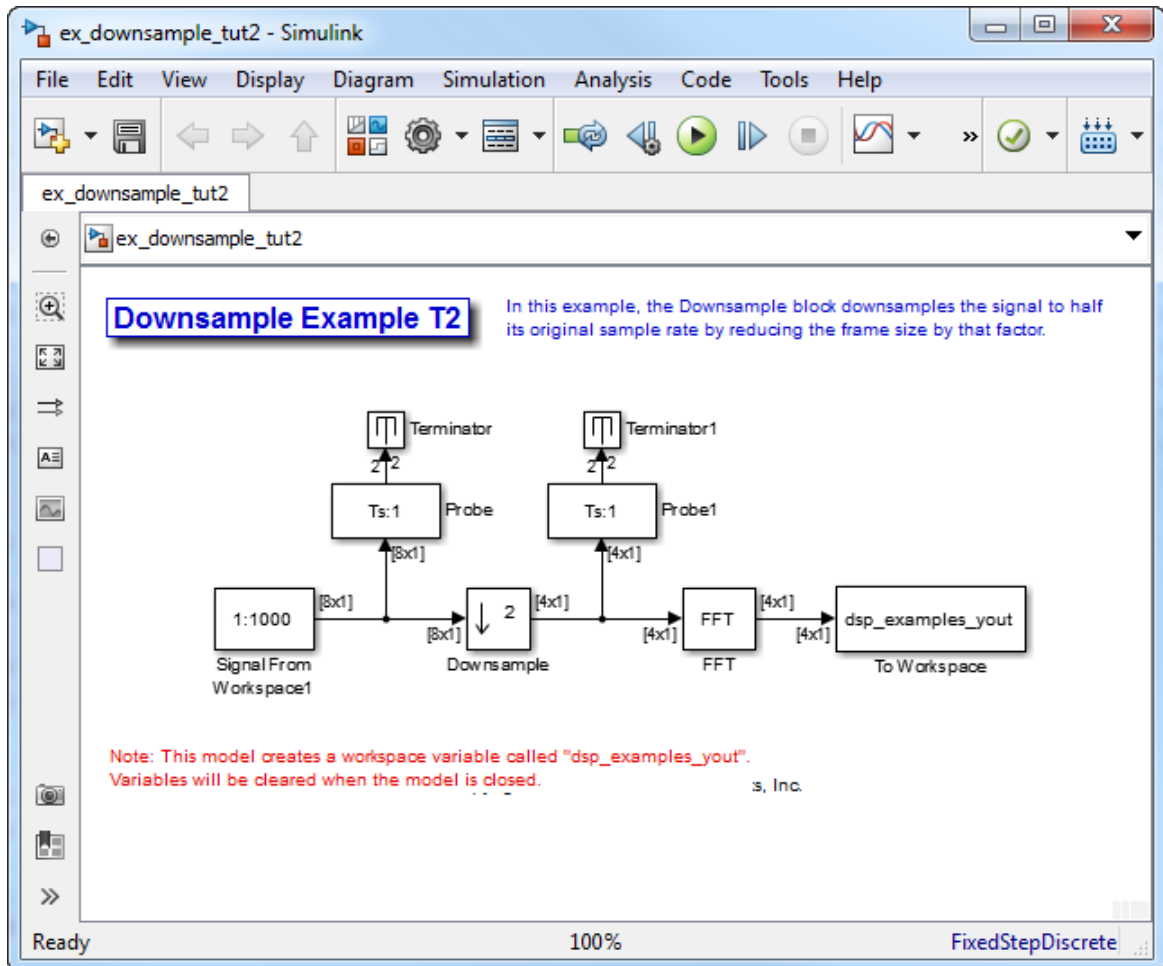 ex_downsample_tut2 - Simulink
File Edit View Display Diagram Simulation Analysis Code Tools Help
ex_downsample_tut2
ex_downsample_tut2
Downsample Example T2
In this example, the Downsample block downsamples the signal to half
its original sample rate by reducing the frame size by that factor.
Terminator
Terminator1
2 2
2 2
Ts:1
Probe
Ts:1
Probe1
[8x1]
[4x1]
1:1000
[8x1]
[8x1]
2
[4x1]
[4x1]
FFT
[4x1]
[4x1]
dsp_examples_yout
Signal From
Workspace1
Downsample
FFT
To Workspace
Note: This model creates a workspace variable called "dsp_examples_yout".
Variables will be cleared when the model is closed.
s, Inc.
Ready
100%
FixedStepDiscrete